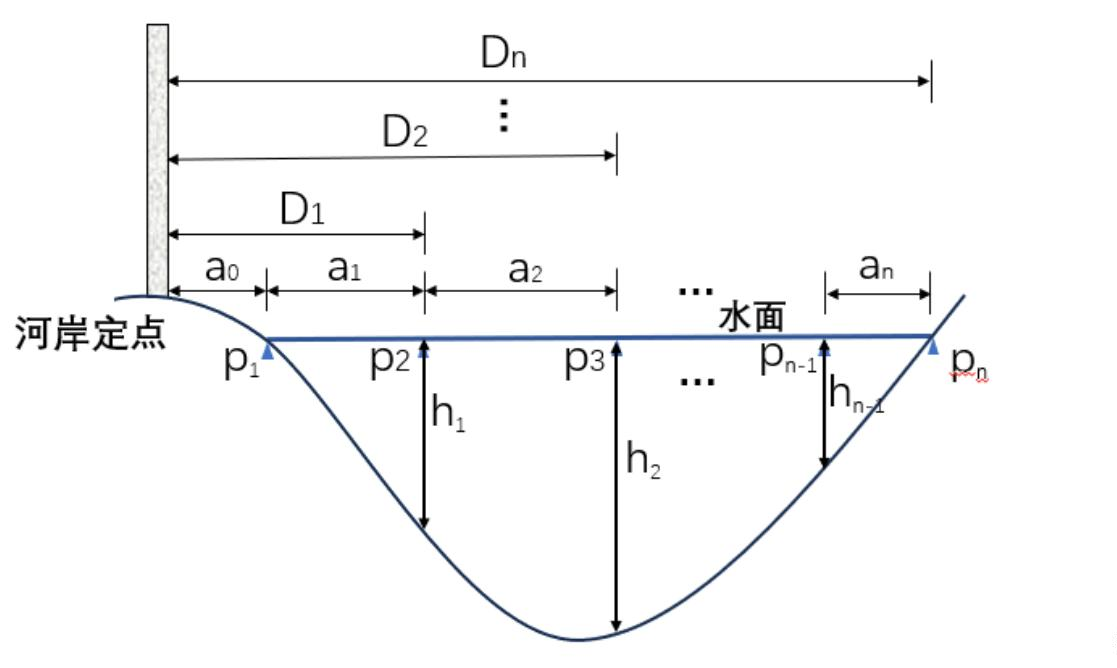 Dn
⋮
D2
D1
a0 a1 a2 … an
河岸定点
水面
p1 p2 p3 … pn-1 pn
h1 h2 hn-1